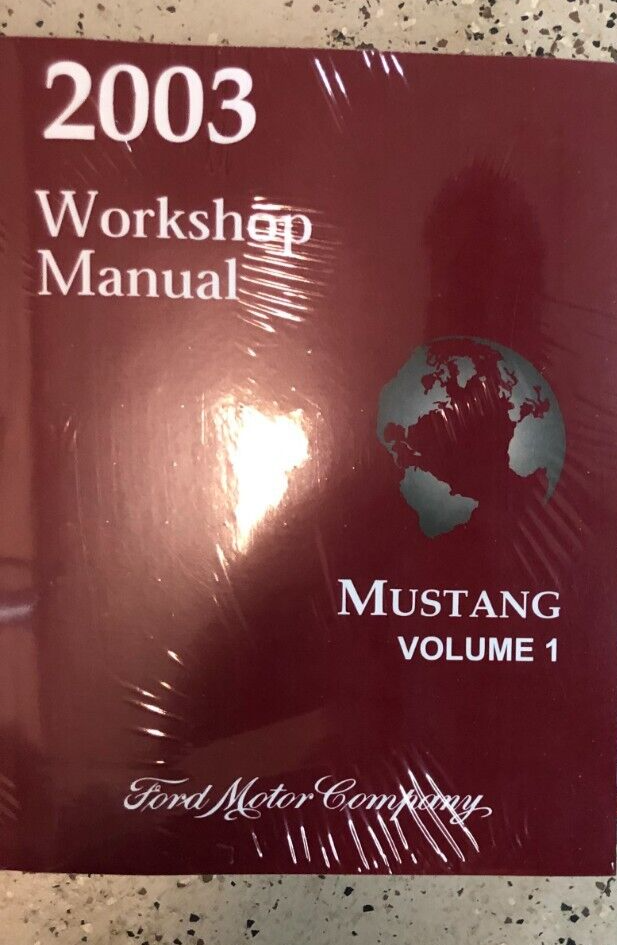 2003
Workshop
Manual
MUSTANG
VOLUME 1
Ford Motor Company